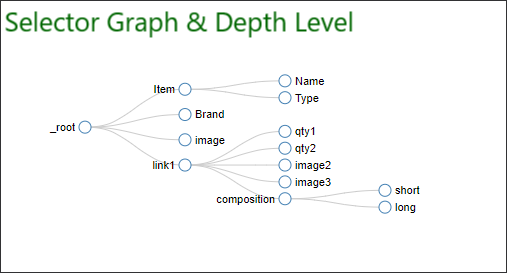 Selector Graph & Depth Level
Item
Name
Type
Brand
_root
image
link1
qty1
qty2
image2
image3
composition
short
long